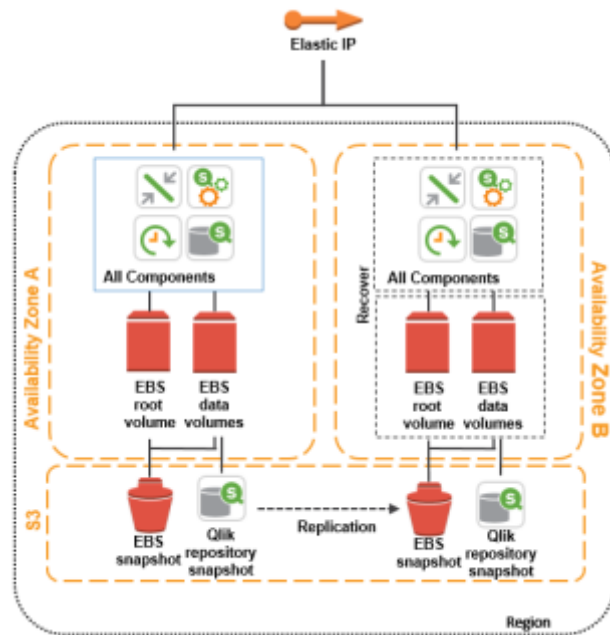 Elastic IP
Availability Zone A
All Components
EBS
root
volume
EBS
data
volumes
Recover
All Components
EBS
root
volume
EBS
data
volumes
Availability Zone B
S3
EBS
snapshot
Qlik
repository
snapshot
Replication
EBS
snapshot
Qlik
repository
snapshot
Region
S
S
S
S
S
S